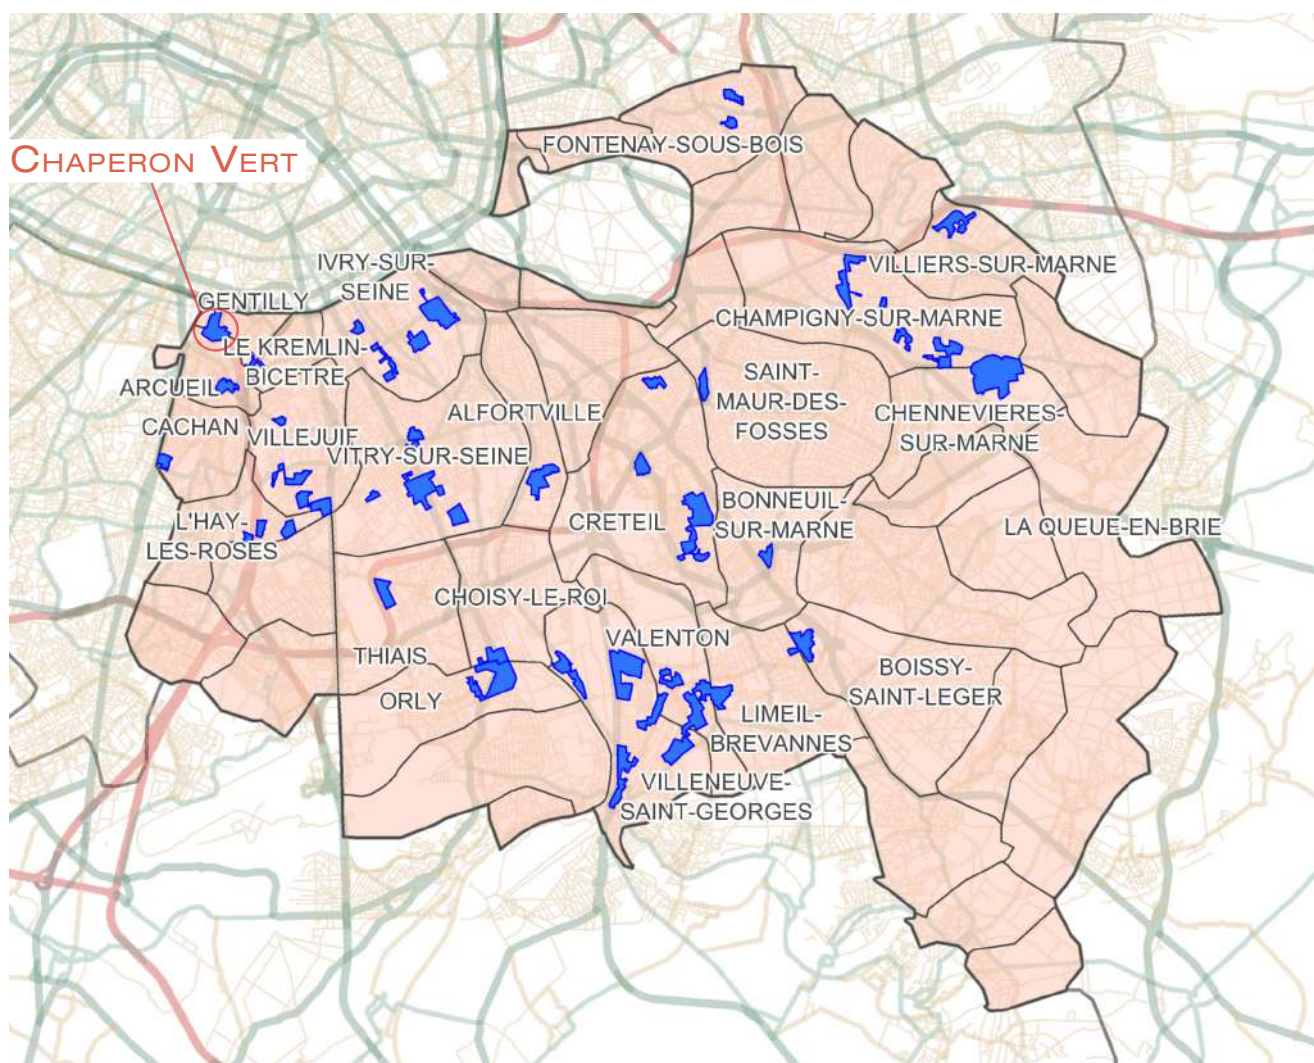 FONTENAY-SOUS-BOIS
CHAPERON VERT
IVRY-SUR-
SEINE
VILLIERS-SUR-MARNE
GENTILLY
CHAMPIGNY-SUR-MARNE
LE KREMLIN-
BICETRE
ARCUEIL
SAINT-
MAUR-DES-
FOSSES
ALFORTVILLE
CHENNEVIERES-
SUR-MARNE
CACHAN
VILLEJUIF
VITRY-SUR-SEINE
BONNEUIL-
SUR-MARNE
CRETEIL
LA QUEUE-EN-BRIE
L'HAY-
LES-ROSES
CHOISY-LE-ROI
VALENTON
THIAIS
BOISSY-
SAINT-LEGER
ORLY
LIMEIL-
BREVANNES
VILLENEUVE-
SAINT-GEORGES